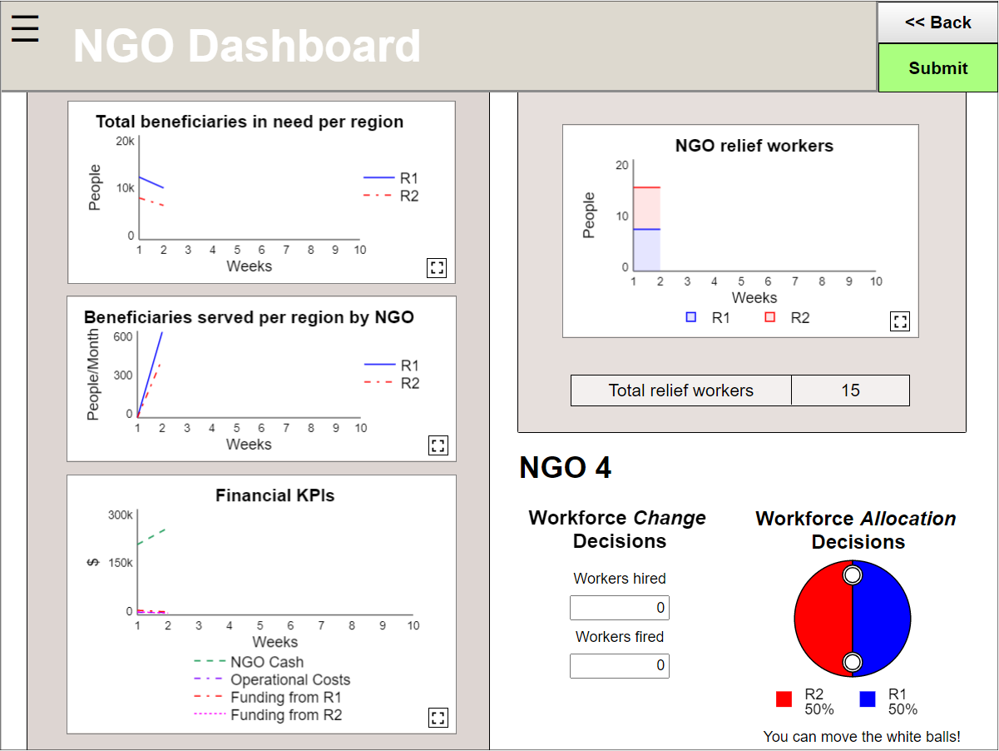 NGO Dashboard
<< Back
Submit
Total beneficiaries in need per region
20k
10k
0
People
1 2 3 4 5 6 7 8 9 10
Weeks
R1
R2
Beneficiaries served per region by NGO
600
300
0
People/Month
1 2 3 4 5 6 7 8 9 10
Weeks
R1
R2
Financial KPIs
300k
150k
0
$
1 2 3 4 5 6 7 8 9 10
Weeks
NGO Cash
Operational Costs
Funding from R1
Funding from R2
NGO relief workers
20
10
0
People
1 2 3 4 5 6 7 8 9 10
Weeks
R1 R2
Total relief workers 15
NGO 4
Workforce Change
Decisions
Workers hired
0
Workers fired
0
Workforce Allocation
Decisions
R2 R1
50% 50%
You can move the white balls!